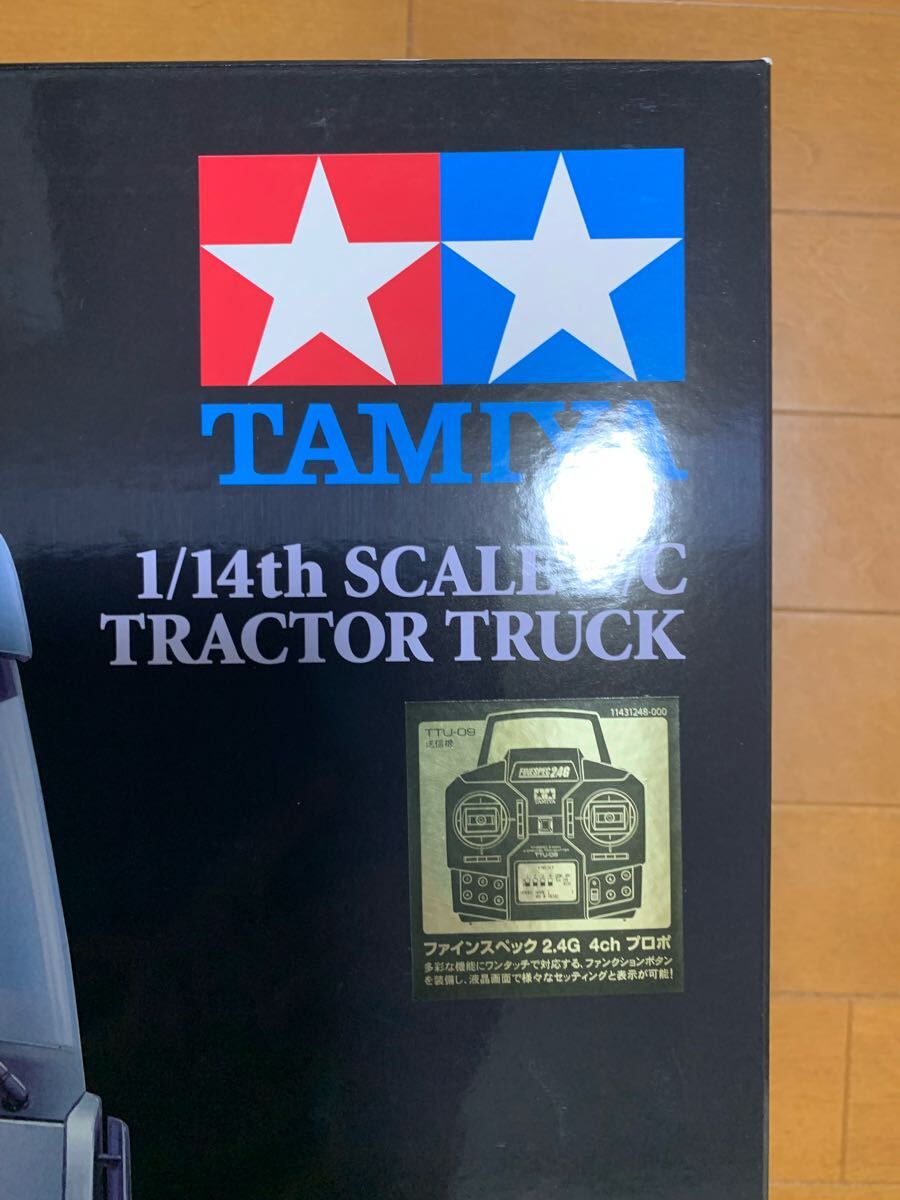 TAMIYA
1/14th SCALE R/C
TRACTOR TRUCK
11431248-000
TTU-09
送信機
FINESPEC 2.4G
TAMIYA
TTU-09
ファインスペック 2.4G 4ch プロポ
多彩な機能にワンタッチで対応する、ファンクションボタン
を装備し、液晶画面で様々なセッティングと表示が可能!